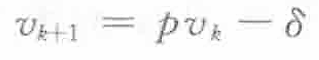 v_{k+1} = p v_k − δ